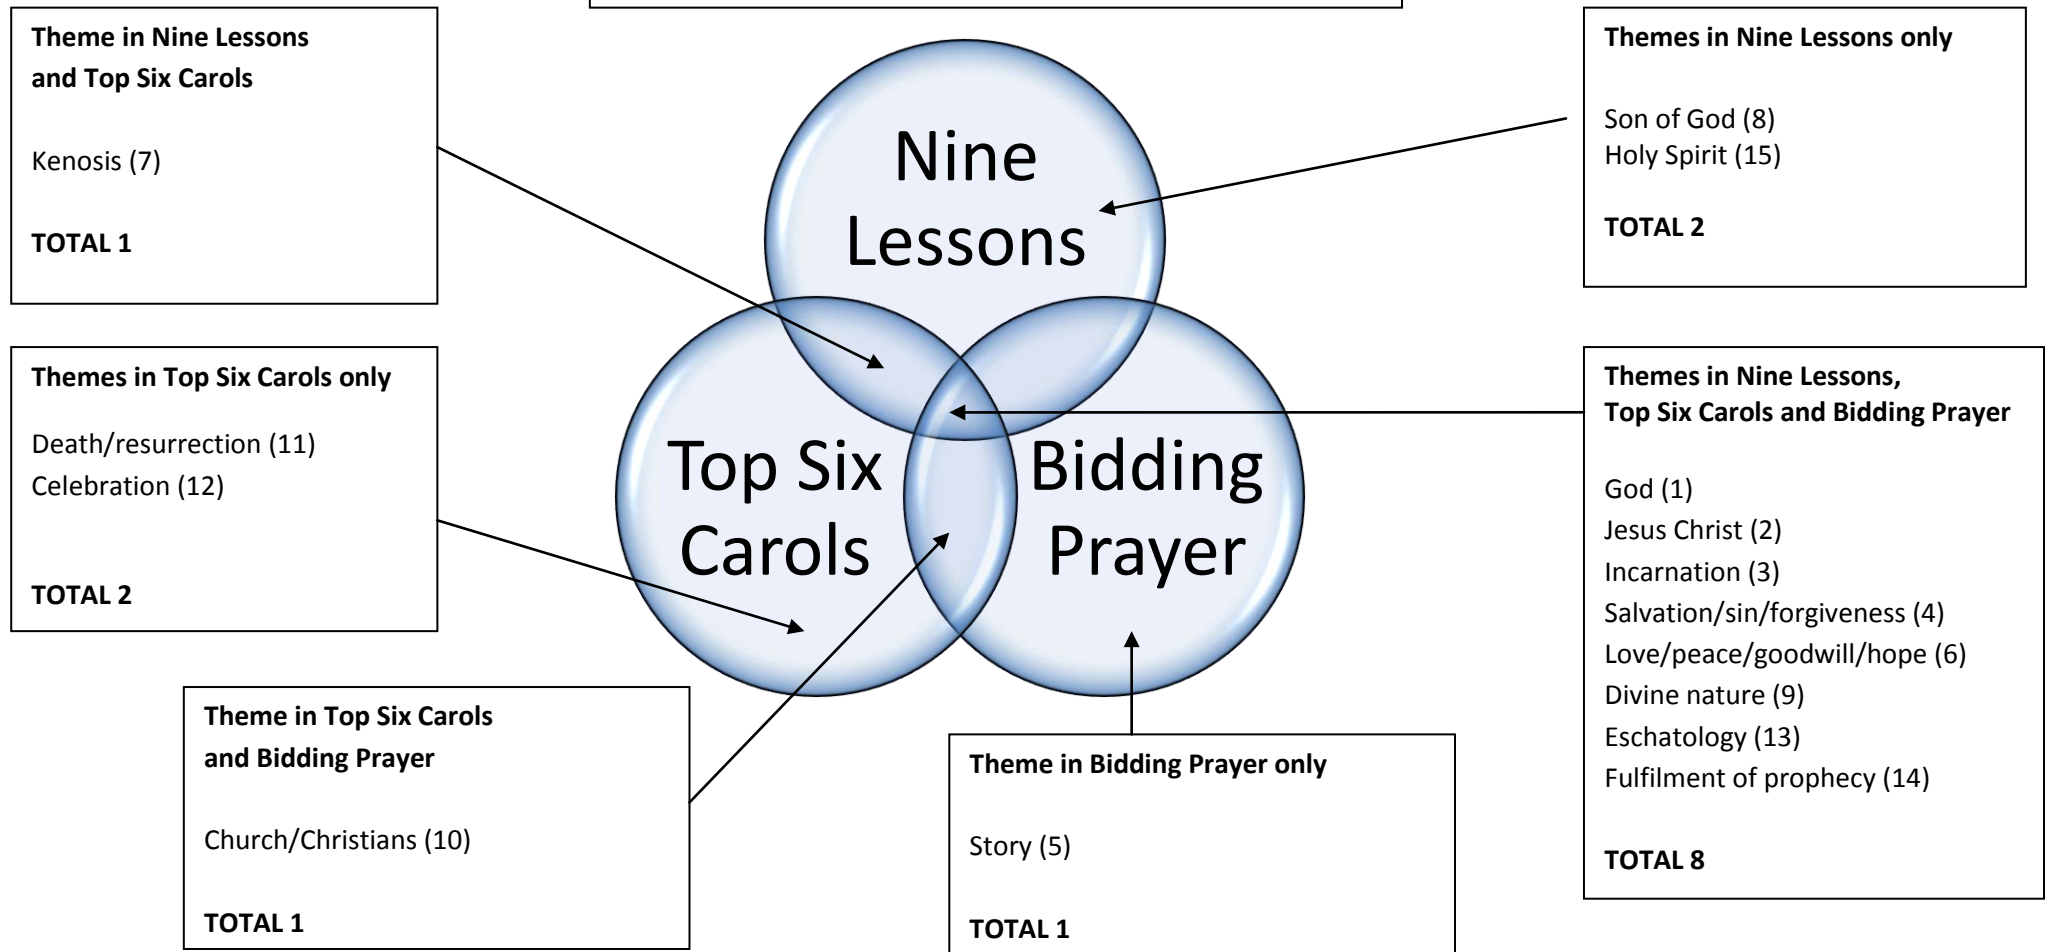 Theme in Nine Lessons
and Top Six Carols
Kenosis (7)
TOTAL 1
Themes in Nine Lessons only
Son of God (8)
Holy Spirit (15)
TOTAL 2
Nine
Lessons
Top Six
Carols
Bidding
Prayer
Themes in Top Six Carols only
Death/resurrection (11)
Celebration (12)
TOTAL 2
Themes in Nine Lessons,
Top Six Carols and Bidding Prayer
God (1)
Jesus Christ (2)
Incarnation (3)
Salvation/sin/forgiveness (4)
Love/peace/goodwill/hope (6)
Divine nature (9)
Eschatology (13)
Fulfilment of prophecy (14)
TOTAL 8
Theme in Top Six Carols
and Bidding Prayer
Church/Christians (10)
TOTAL 1
Theme in Bidding Prayer only
Story (5)
TOTAL 1